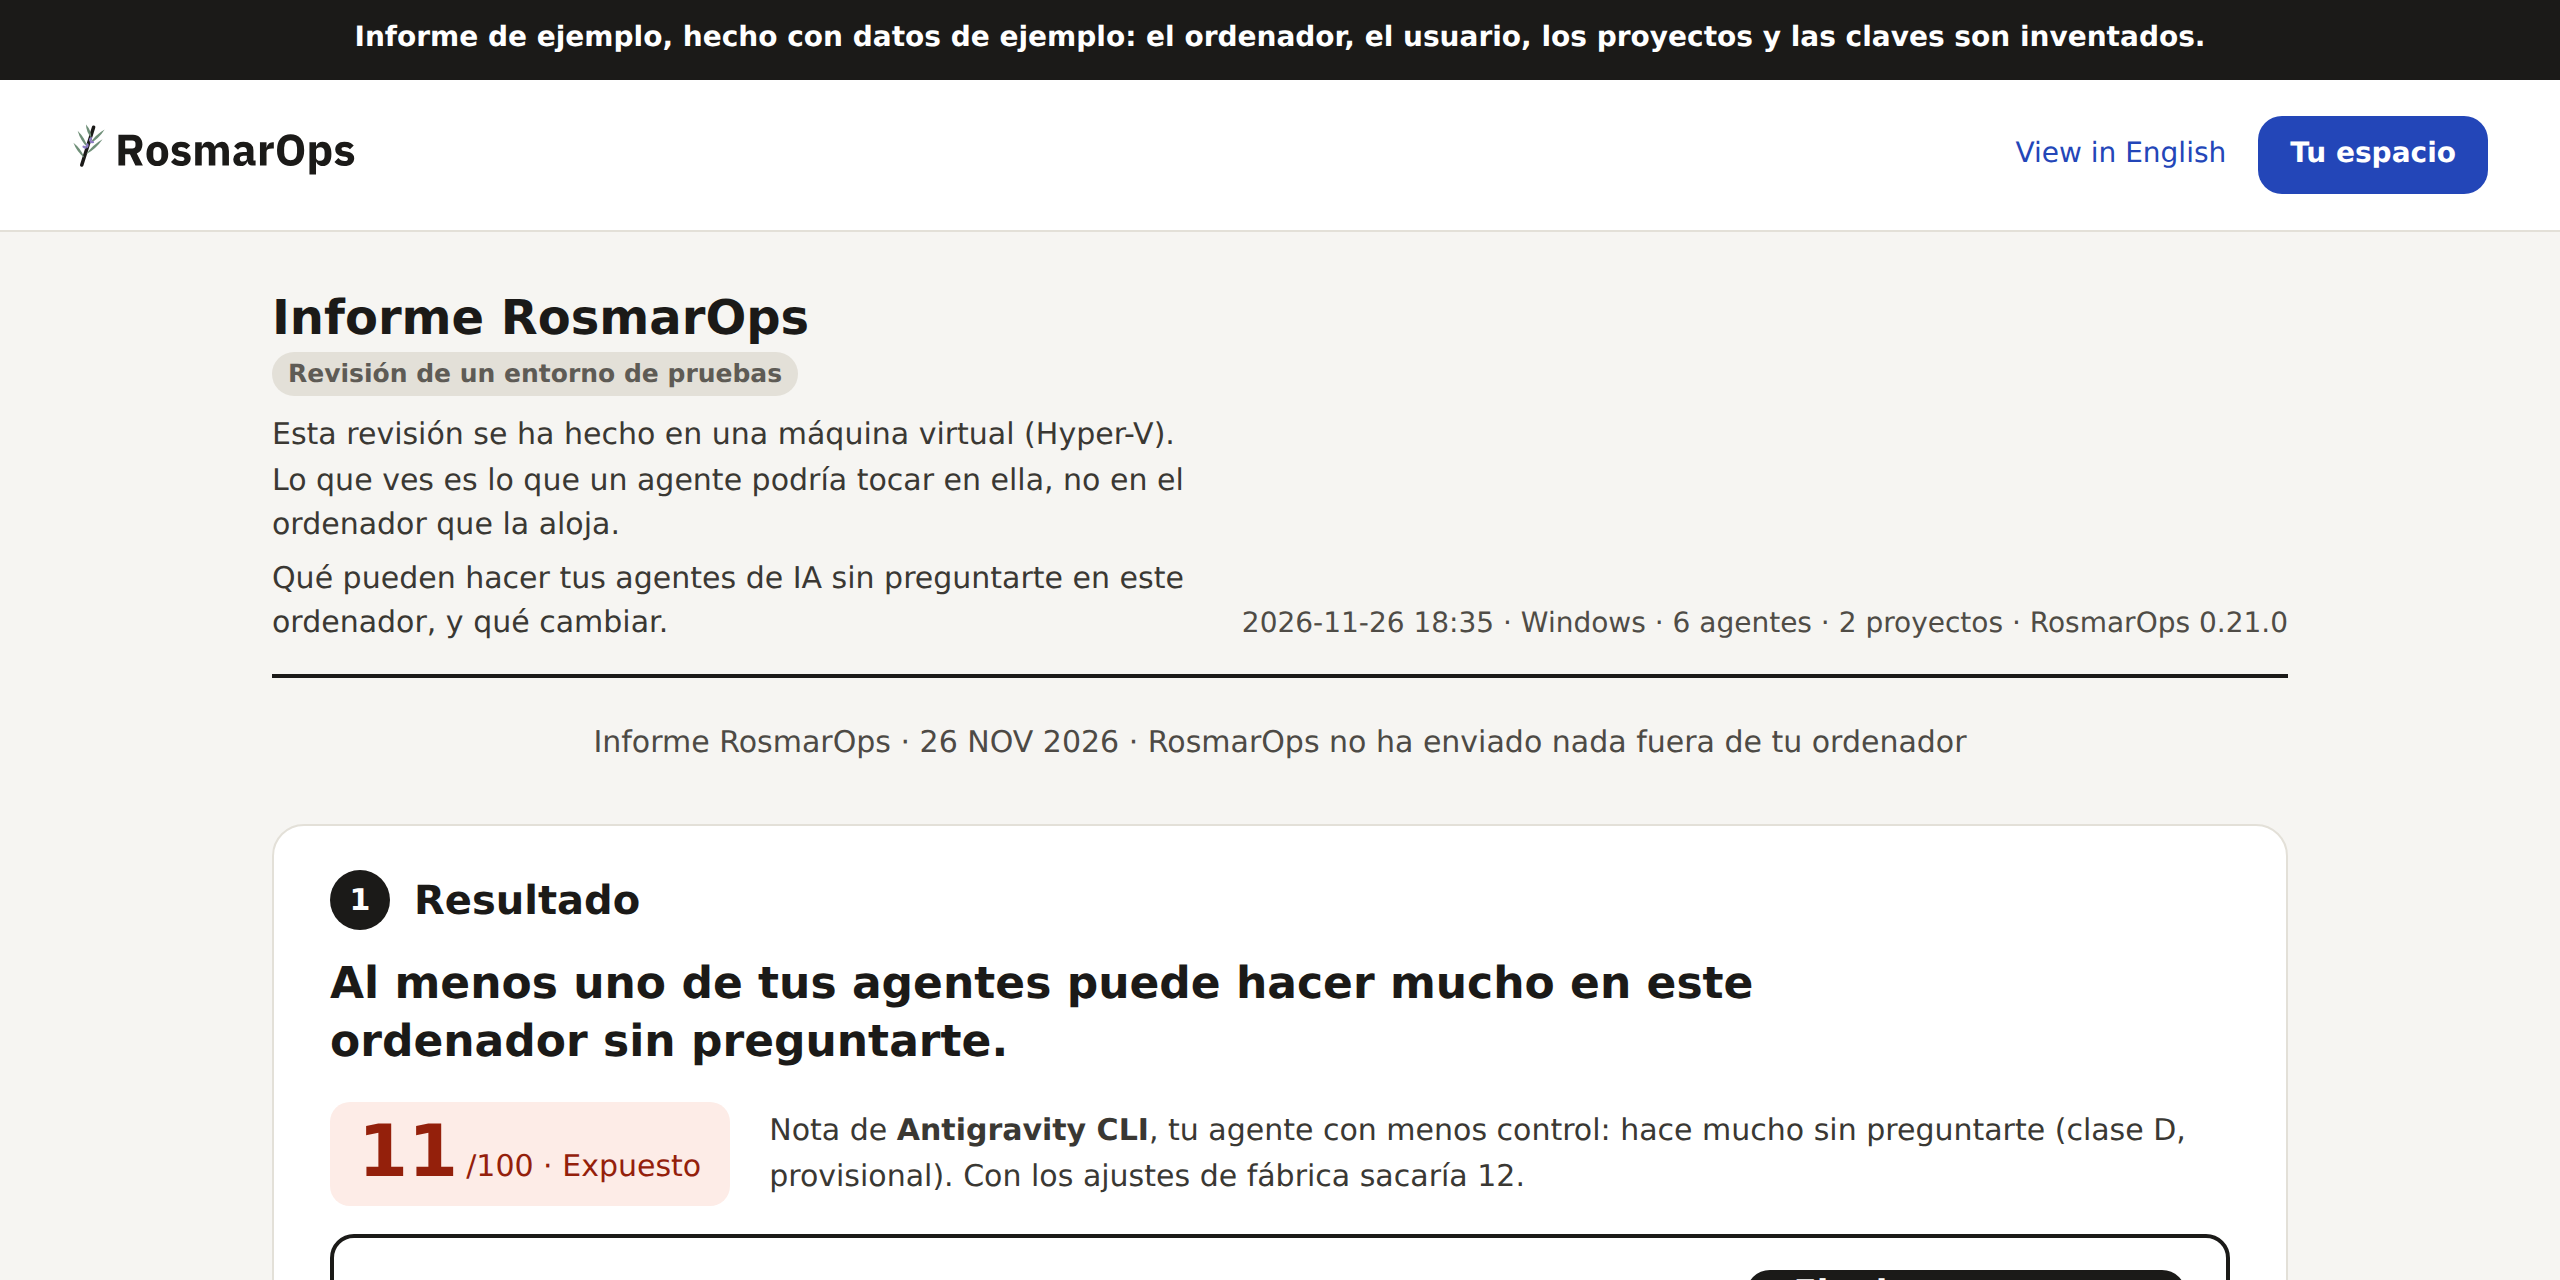 Informe de ejemplo, hecho con datos de ejemplo: el ordenador, el usuario, los proyectos y las claves son inventados.
RosmarOps
View in English
Tu espacio
Informe RosmarOps
Revisión de un entorno de pruebas
Esta revisión se ha hecho en una máquina virtual (Hyper-V).
Lo que ves es lo que un agente podría tocar en ella, no en el
ordenador que la aloja.
Qué pueden hacer tus agentes de IA sin preguntarte en este
ordenador, y qué cambiar.
2026-11-26 18:35 · Windows · 6 agentes · 2 proyectos · RosmarOps 0.21.0
Informe RosmarOps · 26 NOV 2026 · RosmarOps no ha enviado nada fuera de tu ordenador
1 Resultado
Al menos uno de tus agentes puede hacer mucho en este
ordenador sin preguntarte.
11 /100 · Expuesto
Nota de Antigravity CLI, tu agente con menos control: hace mucho sin preguntarte (clase D,
provisional). Con los ajustes de fábrica sacaría 12.